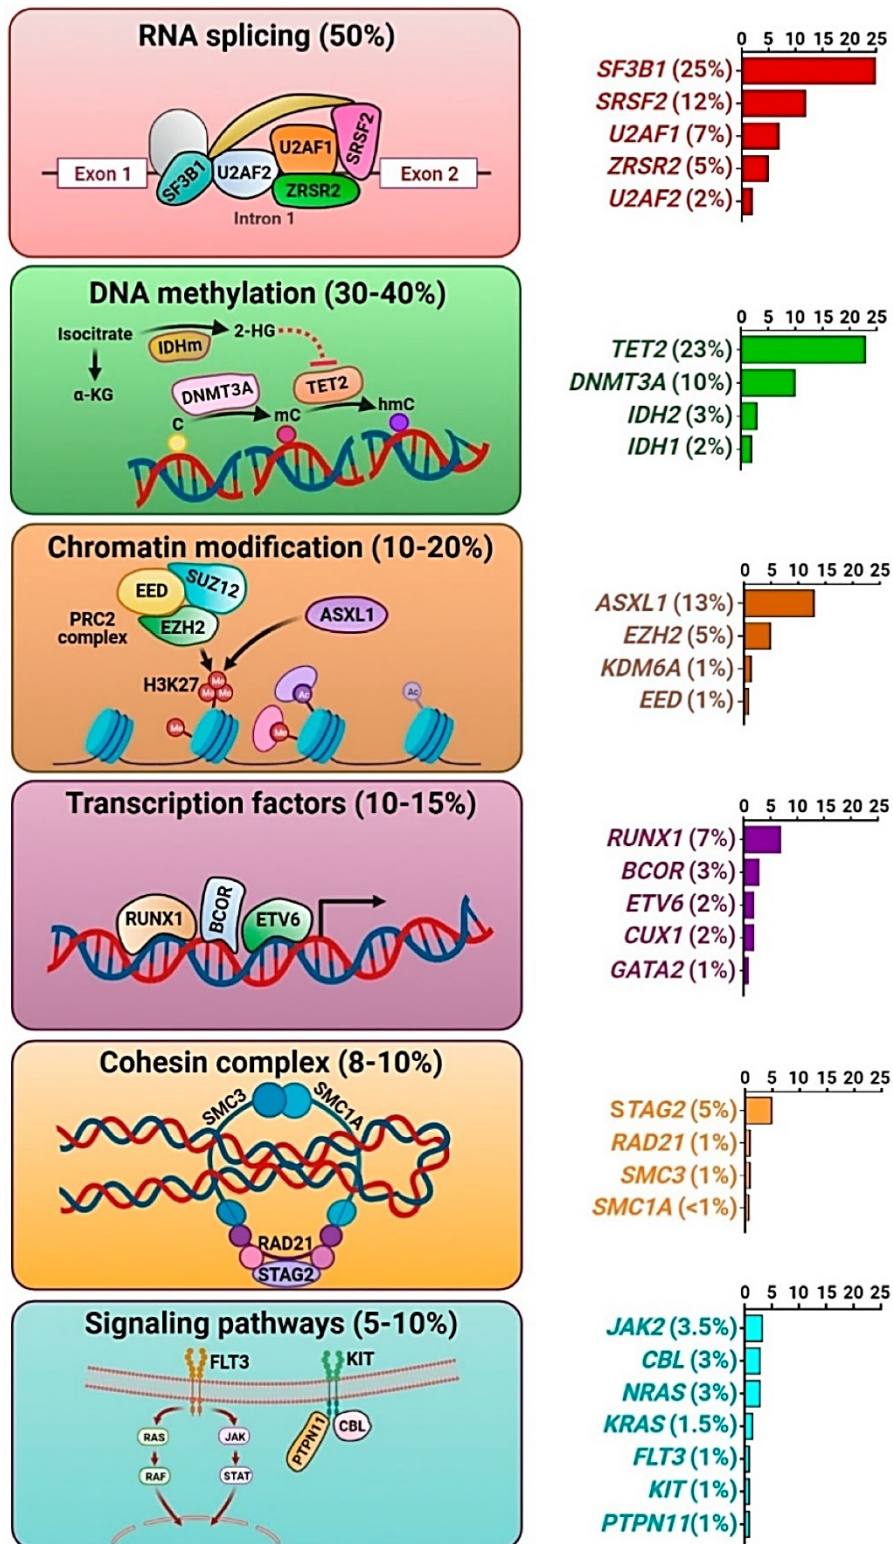 RNA splicing (50%)
SF3B1
U2AF2
U2AF1
ZRSR2
SRSF2
Exon 1
Exon 2
Intron 1
0 5 10 15 20 25
SF3B1 (25%)
SRSF2 (12%)
U2AF1 (7%)
ZRSR2 (5%)
U2AF2 (2%)
DNA methylation (30-40%)
Isocitrate
IDHm
2-HG
α-KG
DNMT3A
TET2
C
mC
hmC
0 5 10 15 20 25
TET2 (23%)
DNMT3A (10%)
IDH2 (3%)
IDH1 (2%)
Chromatin modification (10-20%)
EED
SUZ12
EZH2
PRC2
complex
ASXL1
H3K27
Me
Me Me
Me
Me
Ac
Ac
0 5 10 15 20 25
ASXL1 (13%)
EZH2 (5%)
KDM6A (1%)
EED (1%)
Transcription factors (10-15%)
RUNX1
BCOR
ETV6
0 5 10 15 20 25
RUNX1 (7%)
BCOR (3%)
ETV6 (2%)
CUX1 (2%)
GATA2 (1%)
Cohesin complex (8-10%)
SMC3
SMC1A
RAD21
STAG2
0 5 10 15 20 25
STAG2 (5%)
RAD21 (1%)
SMC3 (1%)
SMC1A (<1%)
Signaling pathways (5-10%)
FLT3
KIT
RAS
JAK
RAF
STAT
PTPN11
CBL
0 5 10 15 20 25
JAK2 (3.5%)
CBL (3%)
NRAS (3%)
KRAS (1.5%)
FLT3 (1%)
KIT (1%)
PTPN11(1%)